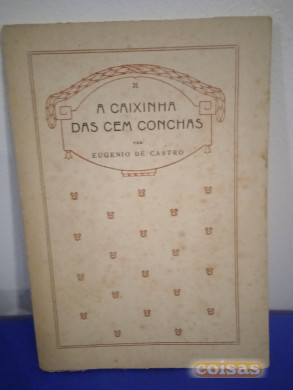 A CAIXINHA
DAS CEM CONCHAS
POR
EUGENIO DE CASTRO
coisas